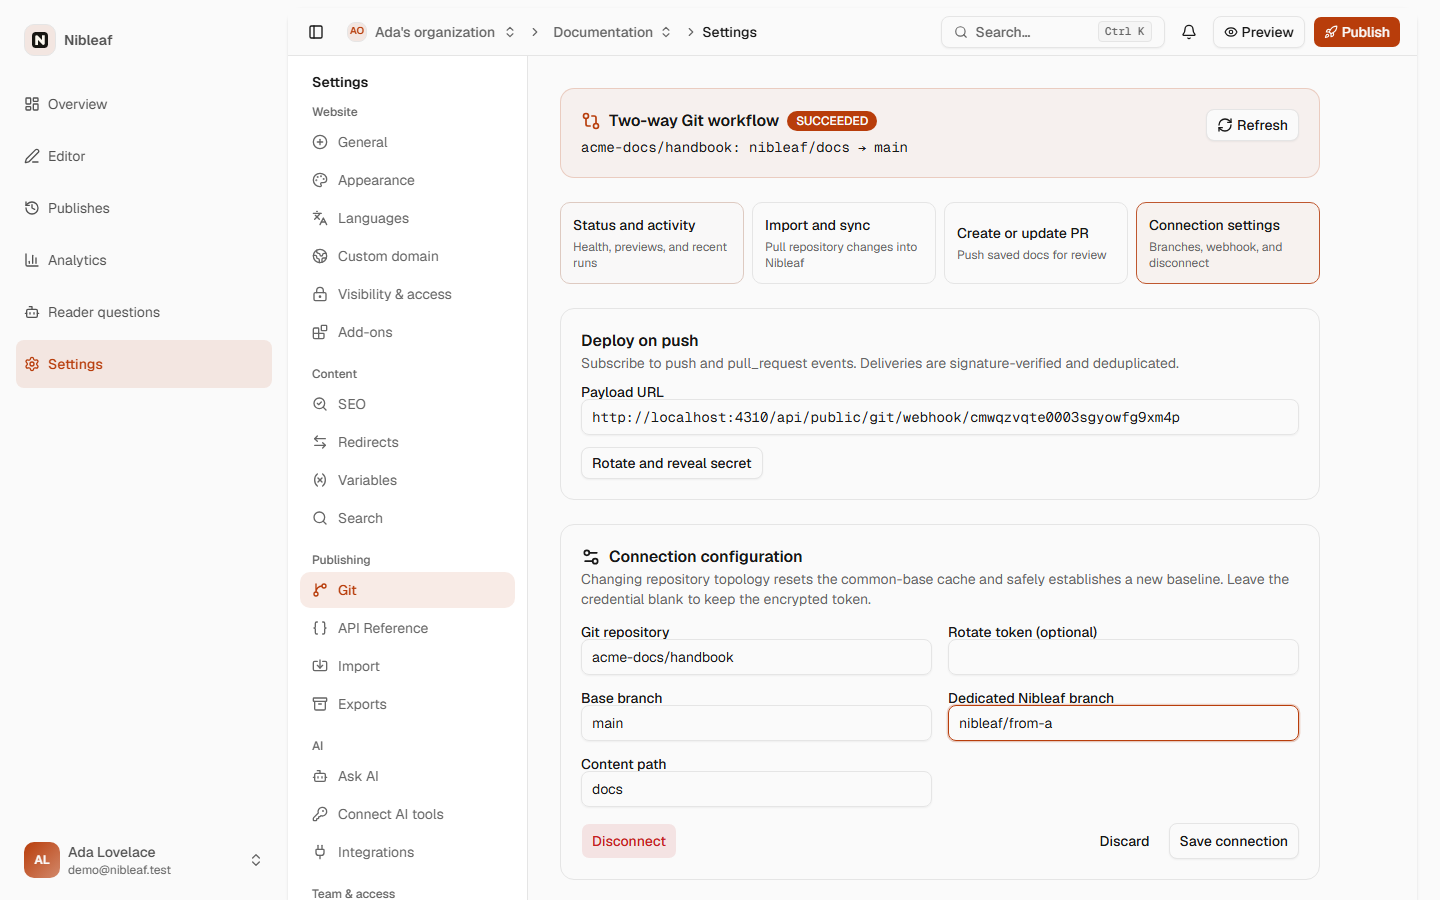 Nibleaf
Overview
Editor
Publishes
Analytics
Reader questions
Settings
AL
Ada Lovelace
demo@nibleaf.test
AO
Ada's organization
Documentation
Settings
Search...
Ctrl K
Preview
Publish
Settings
Website
General
Appearance
Languages
Custom domain
Visibility & access
Add-ons
Content
SEO
Redirects
Variables
Search
Publishing
Git
API Reference
Import
Exports
AI
Ask AI
Connect AI tools
Integrations
Team & access
Two-way Git workflow
SUCCEEDED
acme-docs/handbook: nibleaf/docs → main
Refresh
Status and activity
Health, previews, and recent
runs
Import and sync
Pull repository changes into
Nibleaf
Create or update PR
Push saved docs for review
Connection settings
Branches, webhook, and
disconnect
Deploy on push
Subscribe to push and pull_request events. Deliveries are signature-verified and deduplicated.
Payload URL
http://localhost:4310/api/public/git/webhook/cmwqzvqte0003sgyowfg9xm4p
Rotate and reveal secret
Connection configuration
Changing repository topology resets the common-base cache and safely establishes a new baseline. Leave the
credential blank to keep the encrypted token.
Git repository
acme-docs/handbook
Rotate token (optional)
Base branch
main
Dedicated Nibleaf branch
nibleaf/from-a
Content path
docs
Disconnect
Discard
Save connection